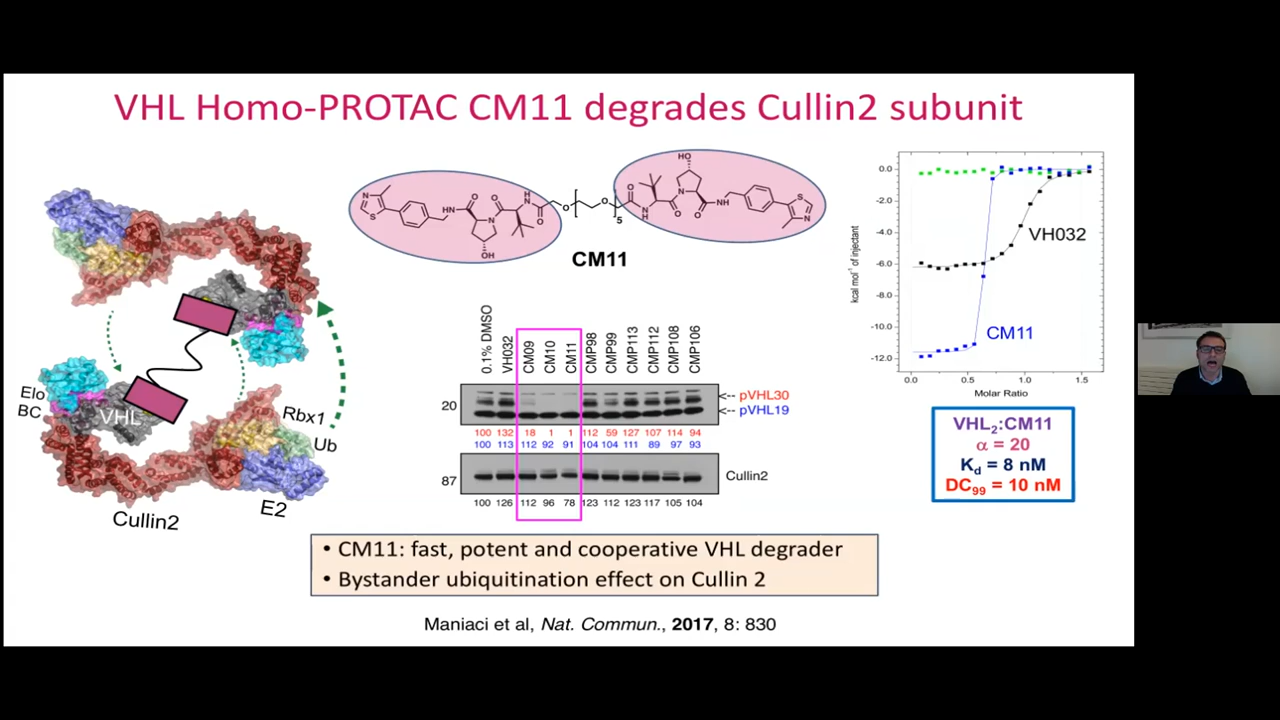 VHL Homo-PROTAC CM11 degrades Cullin2 subunit
HO
N
S
NH
O
N
O
H
N
O
O
O
5
O
N
H
O
N
O
NH
S
N
OH
CM11
Elo
BC
VHL
Rbx1
Ub
E2
Cullin2
0.1% DMSO
VH032
CM09
CM10
CM11
CMP98
CMP99
CMP113
CMP112
CMP108
CMP106
20
<-- pVHL30
<-- pVHL19
100 132 18 1 1 112 59 127 107 114 94
100 113 112 92 91 104 104 111 89 97 93
87
Cullin2
100 126 112 96 78 123 112 123 117 105 104
kcal mol⁻¹ of injectant
0.0
-2.0
-4.0
-6.0
-8.0
-10.0
-12.0
VH032
CM11
0.0 0.5 1.0 1.5
Molar Ratio
VHL₂:CM11
α = 20
Kd = 8 nM
DC₉₉ = 10 nM
• CM11: fast, potent and cooperative VHL degrader
• Bystander ubiquitination effect on Cullin 2
Maniaci et al, Nat. Commun., 2017, 8: 830